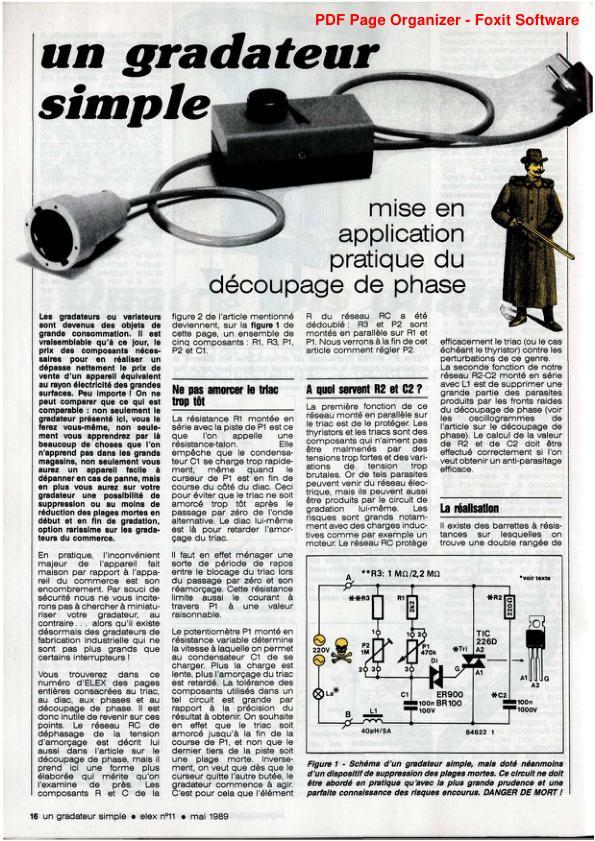 PDF Page Organizer - Foxit Software
un gradateur
simple
mise en
application
pratique du
découpage de phase
Les gradateurs ou variateurs
sont devenus des objets de
grande consommation. Il est
vraisemblable qu'à ce jour, le
prix des composants néces-
saires pour en réaliser un
dépasse nettement le prix de
vente d'un appareil équivalent
au rayon électricité des grandes
surfaces. Peu importe ! On ne
peut comparer que ce qui est
comparable : non seulement le
gradateur présenté ici, vous le
ferez vous-même, non seule-
ment vous apprendrez par là
beaucoup de choses que l'on
n'apprend pas dans les grands
magasins, non seulement vous
aurez un appareil facile à
dépanner en cas de panne, mais
en plus vous aurez sur votre
gradateur une possibilité de
suppression ou au moins de
réduction des plages mortes en
début et en fin de gradation,
option rarissime sur les grada-
teurs du commerce.
En pratique, l'inconvénient
majeur de l'appareil fait
maison par rapport à l'appa-
reil du commerce est son
encombrement. Par souci de
sécurité nous ne vous incite-
rons pas à chercher à miniatu-
riser votre gradateur, au
contraire . . . alors qu'il existe
désormais des gradateurs de
fabrication industrielle qui ne
sont pas plus grands que
certains interrupteurs !
Vous trouverez dans ce
numéro d'ELEX des pages
entières consacrées au triac,
au diac, aux phases et au
découpage de phase. Il est
donc inutile de revenir sur ces
points. Le réseau RC de
déphasage de la tension
d'amorçage est décrit lui
aussi dans l'article sur le
découpage de phase, mais il
prend ici une forme plus
élaborée qui mérite qu'on
l'examine de près. Les
composants R et C de la
figure 2 de l'article mentionné
deviennent, sur la figure 1 de
cette page, un ensemble de
cinq composants : R1, R3, P1,
P2 et C1.
Ne pas amorcer le triac
trop tôt
La résistance R1 montée en
série avec la piste de P1 est ce
que l'on appelle une
résistance-talon. Elle
empêche que le condensa-
teur C1 se charge trop rapide-
ment, même quand le
curseur de P1 est en fin de
course du côté du diac. Ceci
pour éviter que le triac ne soit
amorcé trop tôt après le
passage par zéro de l'onde
alternative. Le diac lui-même
est là pour retarder l'amor-
çage du triac.
Il faut en effet ménager une
sorte de période de repos
entre le blocage du triac lors
du passage par zéro et son
réamorçage. Cette résistance
limite aussi le courant à
travers P1 à une valeur
raisonnable.
Le potentiomètre P1 monté en
résistance variable détermine
la vitesse à laquelle on permet
au condensateur C1 de se
charger. Plus la charge est
lente, plus l'amorçage du triac
est retardé. La tolérance des
composants utilisés dans un
tel circuit est grande par
rapport à la précision du
résultat à obtenir. On souhaite
en effet que le triac soit
amorcé jusqu'à la fin de la
course de P1, et non que le
dernier tiers de la piste soit
une plage morte. Inverse-
ment, on veut que dès que le
curseur quitte l'autre butée, le
gradateur commence à agir.
C'est pour cela que l'élément
R du réseau RC a été
dédoublé : R3 et P2 sont
montés en parallèle sur R1 et
P1. Nous verrons à la fin de cet
article comment régler P2.
A quoi servent R2 et C2 ?
La première fonction de ce
réseau monté en parallèle sur
le triac est de le protéger. Les
thyristors et les triacs sont des
composants qui n'aiment pas
être malmenés par des
tensions trop fortes et des vari-
ations de tension trop
brutales. Or de tels parasites
peuvent venir du réseau élec-
trique, mais ils peuvent aussi
être produits par le circuit de
gradation lui-même. Les
risques sont grands notam-
ment avec des charges induc-
tives comme par exemple un
moteur. Le réseau RC protège
efficacement le triac (ou le cas
échéant le thyristor) contre les
perturbations de ce genre.
La seconde fonction de notre
réseau R2-C2 monté en série
avec L1 est de supprimer une
grande partie des parasites
produits par les fronts raides
du découpage de phase (voir
les oscillogrammes de
l'article sur le découpage de
phase). Le calcul de la valeur
de R2 et de C2 doit être
effectué correctement si l'on
veut obtenir un anti-parasitage
efficace.
La réalisation
Il existe des barrettes à résis-
tances sur lesquelles on
trouve une double rangée de
**R3: 1 MΩ/2,2 MΩ
*voir texte
A
**R3
R1
3k3
*R2
220Ω
220V
P2
1M
P1
470k
TIC
226D
*Tri
A2
Di
G
A1
ER900
BR100
A1
G
A2
La*
C1
100n
1000V
*C2
100n
1000V
B
L1
40µH/5A
84622 1
Figure 1 - Schéma d'un gradateur simple, mais doté néanmoins
d'un dispositif de suppression des plages mortes. Ce circuit ne doit
être abordé en pratique qu'avec la plus grande prudence et une
parfaite connaissance des risques encourus. DANGER DE MORT !
16 un gradateur simple • elex n°11 • mai 1989